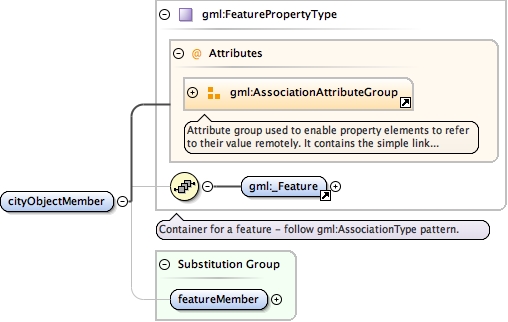 gml:FeaturePropertyType
@ Attributes
gml:AssociationAttributeGroup
Attribute group used to enable property elements to refer
to their value remotely. It contains the simple link...
cityObjectMember
gml:_Feature
Container for a feature - follow gml:AssociationType pattern.
Substitution Group
featureMember